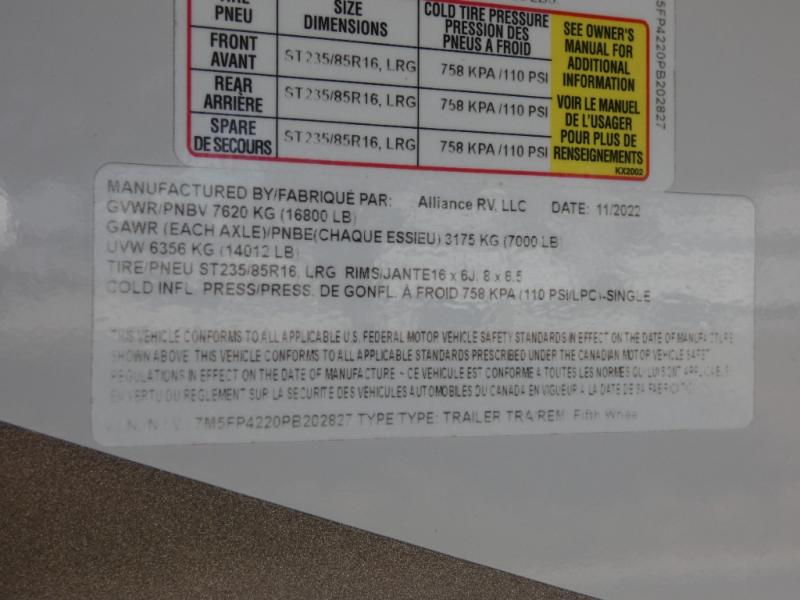 TIRE PNEU SIZE DIMENSIONS COLD TIRE PRESSURE PRESSION DES PNEUS À FROID
FRONT AVANT ST235/85R16, LRG 758 KPA /110 PSI
REAR ARRIÈRE ST235/85R16, LRG 758 KPA /110 PSI
SPARE DE SECOURS ST235/85R16, LRG 758 KPA /110 PSI
SEE OWNER'S
MANUAL FOR
ADDITIONAL
INFORMATION
VOIR LE MANUEL
DE L'USAGER
POUR PLUS DE
RENSEIGNEMENTS
KX2002
5FP4220PB202827
MANUFACTURED BY/FABRIQUÉ PAR: Alliance RV, LLC DATE: 11/2022
GVWR/PNBV 7620 KG (16800 LB)
GAWR (EACH AXLE)/PNBE(CHAQUE ESSIEU) 3175 KG (7000 LB)
UVW 6356 KG (14012 LB)
TIRE/PNEU ST235/85R16, LRG RIMS/JANTE16 x 6J, 8 x 6.5
COLD INFL. PRESS/PRESS. DE GONFL. À FROID 758 KPA (110 PSI/LPC)-SINGLE
THIS VEHICLE CONFORMS TO ALL APPLICABLE U.S. FEDERAL MOTOR VEHICLE SAFETY STANDARDS IN EFFECT ON THE DATE OF MANUFACTURE
SHOWN ABOVE. THIS VEHICLE CONFORMS TO ALL APPLICABLE STANDARDS PRESCRIBED UNDER THE CANADIAN MOTOR VEHICLE SAFETY
REGULATIONS IN EFFECT ON THE DATE OF MANUFACTURE - CE VEHICULE EST CONFORME A TOUTES LES NORMES QUI LUI SONT APPLICABLE
EN VERTU DU REGLEMENT SUR LA SECURITE DES VEHICULES AUTOMOBILES DU CANADA EN VIGUEUR A LA DATE DE SA FABRICATION
7M5FP4220PB202827 TYPE TYPE: TRAILER TRA/REM. Fifth Wheel